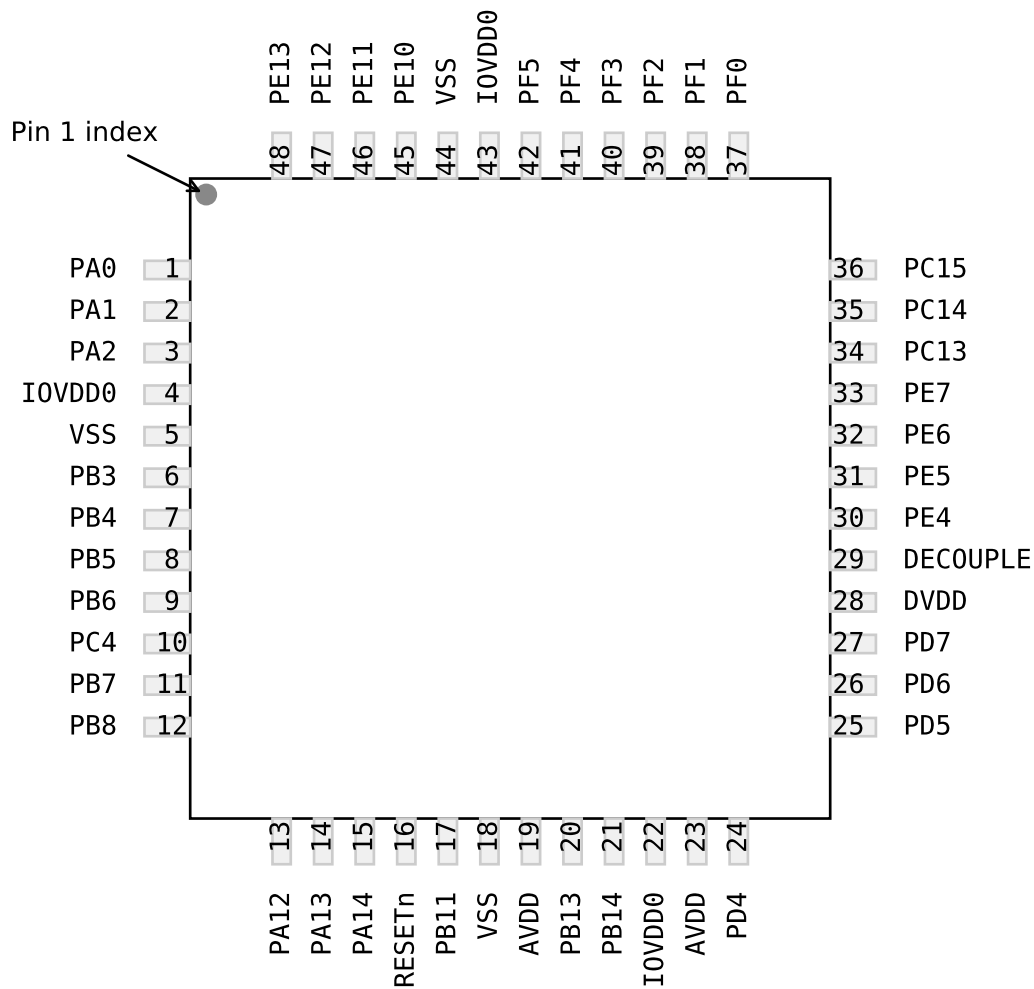 PE13 PE12 PE11 PE10 VSS IOVDD0 PF5 PF4 PF3 PF2 PF1 PF0
Pin 1 index
48 47 46 45 44 43 42 41 40 39 38 37
PA0 1 36 PC15
PA1 2 35 PC14
PA2 3 34 PC13
IOVDD0 4 33 PE7
VSS 5 32 PE6
PB3 6 31 PE5
PB4 7 30 PE4
PB5 8 29 DECOUPLE
PB6 9 28 DVDD
PC4 10 27 PD7
PB7 11 26 PD6
PB8 12 25 PD5
13 14 15 16 17 18 19 20 21 22 23 24
PA12 PA13 PA14 RESETn PB11 VSS AVDD PB13 PB14 IOVDD0 AVDD PD4